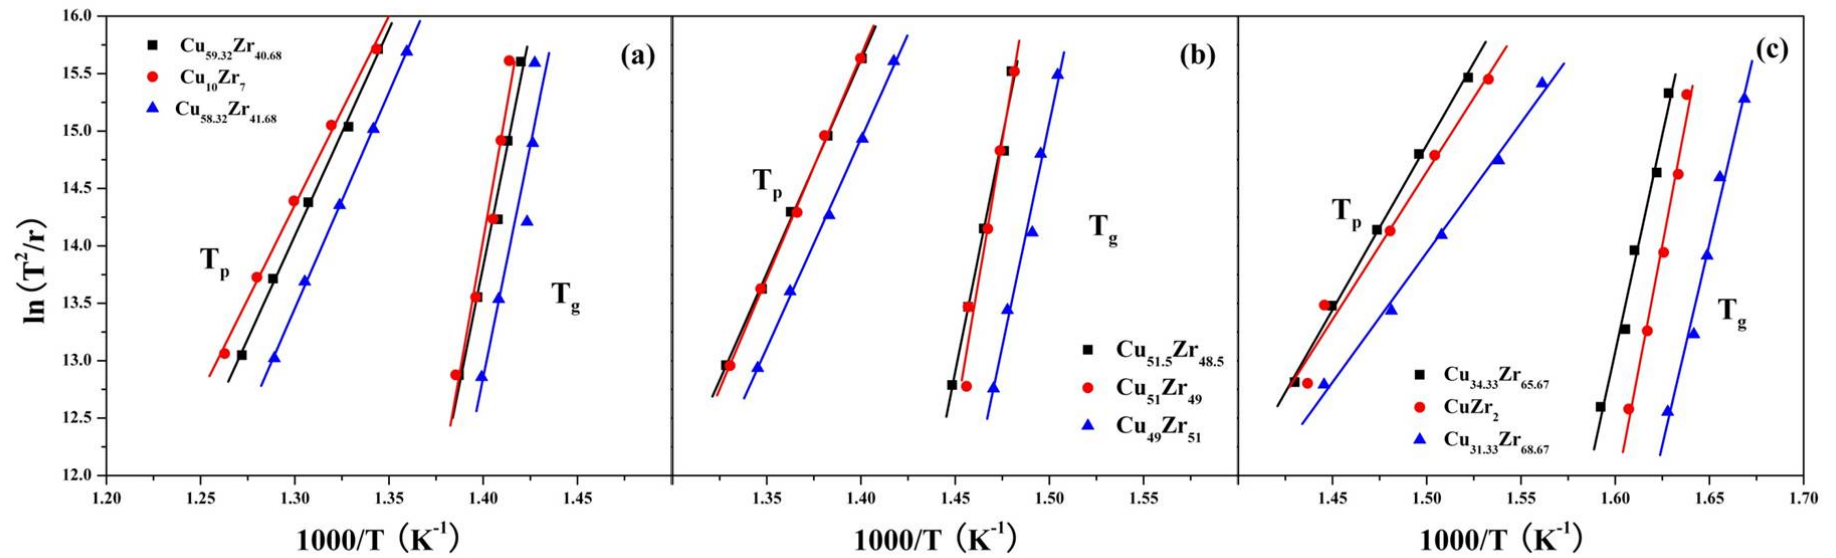 ln (T²/r)
16.0
15.5
15.0
14.5
14.0
13.5
13.0
12.5
12.0
(a)
Cu₅₉.₃₂Zr₄₀.₆₈
Cu₁₀Zr₇
Cu₅₈.₃₂Zr₄₁.₆₈
Tₚ
T_g
1.20 1.25 1.30 1.35 1.40 1.45
1000/T (K⁻¹)
(b)
Tₚ
T_g
Cu₅₁.₅Zr₄₈.₅
Cu₅₁Zr₄₉
Cu₄₉Zr₅₁
1.35 1.40 1.45 1.50 1.55
1000/T (K⁻¹)
(c)
Tₚ
T_g
Cu₃₄.₃₃Zr₆₅.₆₇
CuZr₂
Cu₃₁.₃₃Zr₆₈.₆₇
1.45 1.50 1.55 1.60 1.65 1.70
1000/T (K⁻¹)